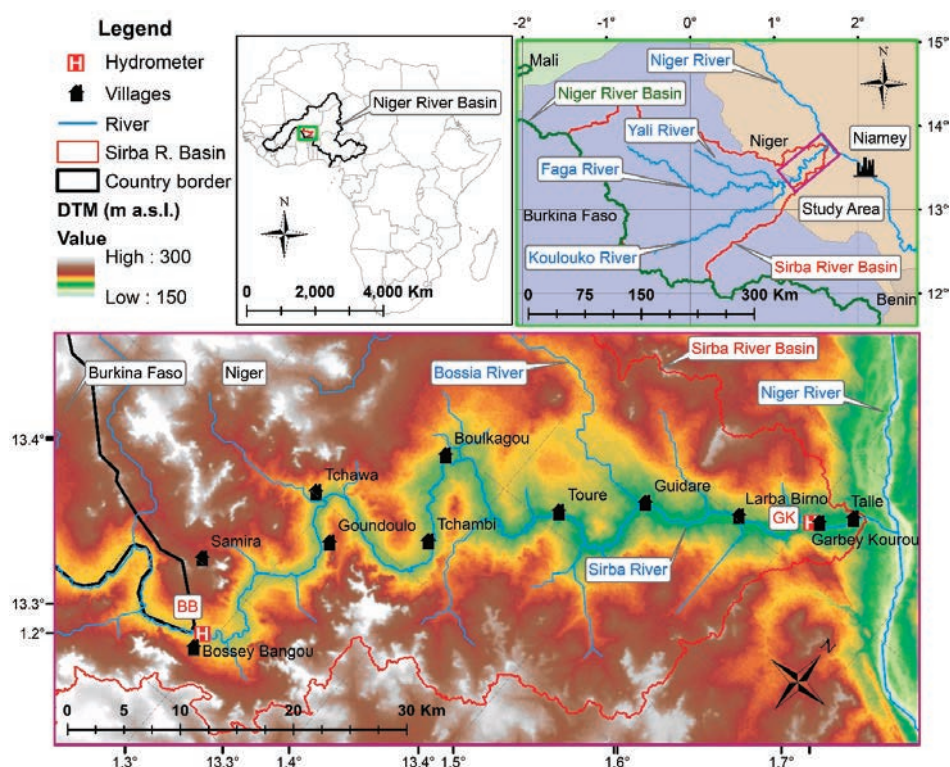 Legend
Hydrometer
Villages
River
Sirba R. Basin
Country border
DTM (m a.s.l.)
Value
High : 300
Low : 150
H
N
Niger River Basin
0 2,000 4,000 Km
-2° -1° 0° 1° 2°
15°
14°
13°
12°
Mali
Niger River
Niger River Basin
N
Yali River
Niger
Niamey
Faga River
Burkina Faso
Study Area
Koulouko River
Sirba River Basin
Benin
0 75 150 300 Km
Burkina Faso
Niger
Bossia River
Sirba River Basin
Niger River
13.4°
13.3°
1.2°
Boulkagou
Tchawa
Guidare
Toure
Larba Birno
Talle
GK
H
Garbey Kourou
Goundoulo
Tchambi
Samira
Sirba River
BB
H
Bossey Bangou
N
0 5 10 20 30 Km
1.3° 13.3° 1.4° 13.4° 1.5° 1.6° 1.7°